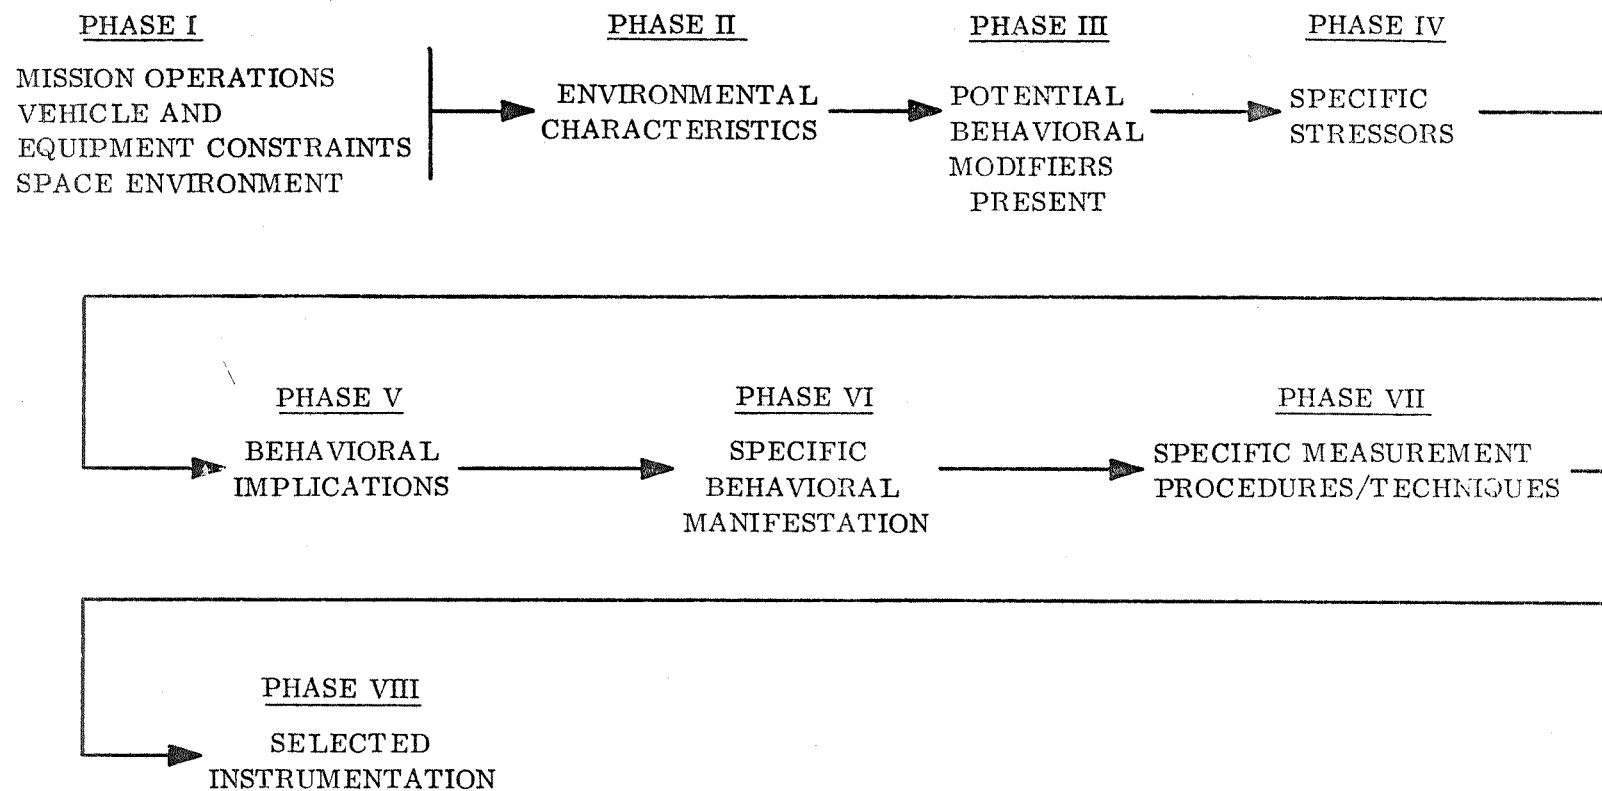 PHASE I
MISSION OPERATIONS
VEHICLE AND
EQUIPMENT CONSTRAINTS
SPACE ENVIRONMENT
PHASE II
ENVIRONMENTAL
CHARACTERISTICS
PHASE III
POTENTIAL
BEHAVIORAL
MODIFIERS
PRESENT
PHASE IV
SPECIFIC
STRESSORS
PHASE V
BEHAVIORAL
IMPLICATIONS
PHASE VI
SPECIFIC
BEHAVIORAL
MANIFESTATION
PHASE VII
SPECIFIC MEASUREMENT
PROCEDURES/TECHNIQUES
PHASE VIII
SELECTED
INSTRUMENTATION